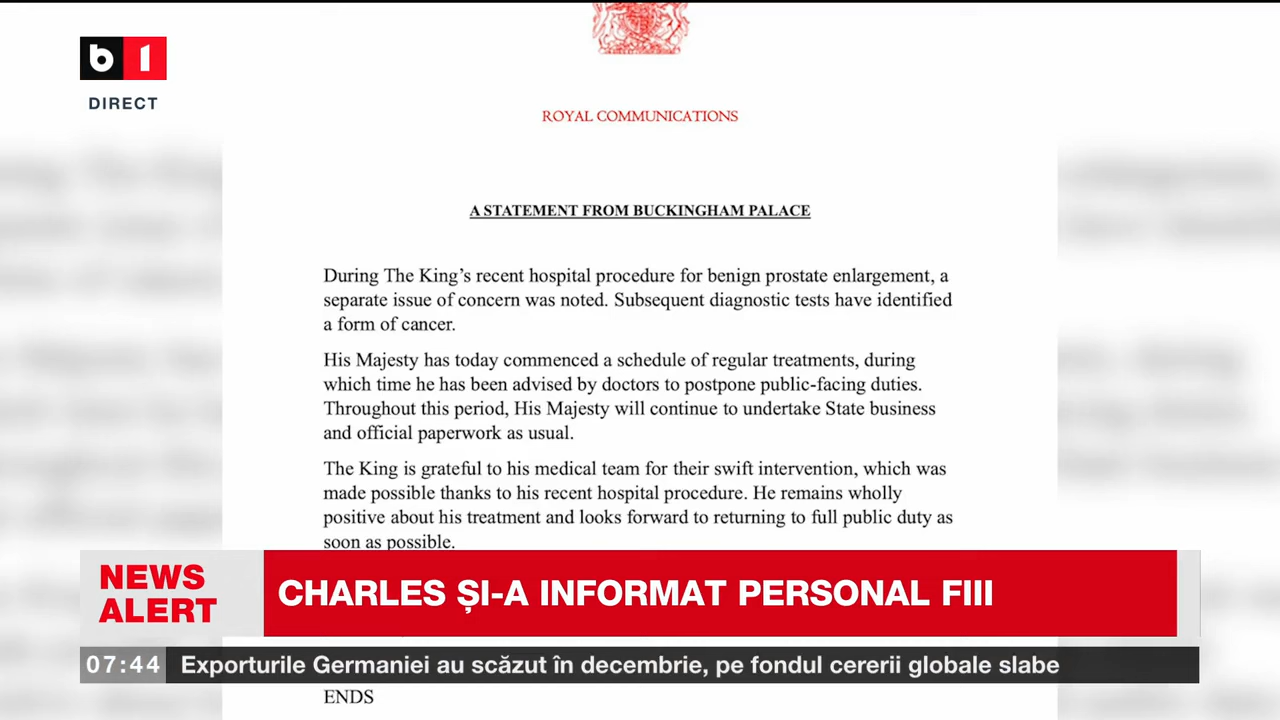 b1
DIRECT
ROYAL COMMUNICATIONS
A STATEMENT FROM BUCKINGHAM PALACE
During The King’s recent hospital procedure for benign prostate enlargement, a
separate issue of concern was noted. Subsequent diagnostic tests have identified
a form of cancer.
His Majesty has today commenced a schedule of regular treatments, during
which time he has been advised by doctors to postpone public-facing duties.
Throughout this period, His Majesty will continue to undertake State business
and official paperwork as usual.
The King is grateful to his medical team for their swift intervention, which was
made possible thanks to his recent hospital procedure. He remains wholly
positive about his treatment and looks forward to returning to full public duty as
soon as possible.
NEWS
ALERT
CHARLES ȘI-A INFORMAT PERSONAL FIII
07:44 Exporturile Germaniei au scăzut în decembrie, pe fondul cererii globale slabe
ENDS